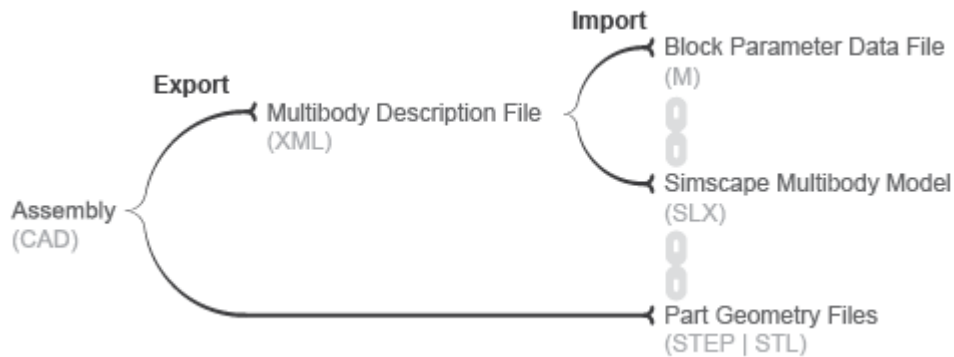 Import
Block Parameter Data File
(M)
Export
Multibody Description File
(XML)
Simscape Multibody Model
(SLX)
Assembly
(CAD)
Part Geometry Files
(STEP | STL)